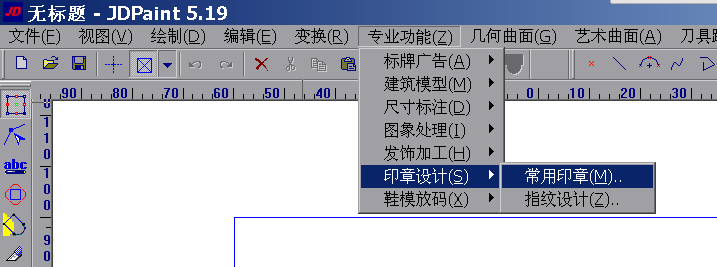 JD 无标题 - JDPaint 5.19
文件(F) 视图(V) 绘制(D) 编辑(E) 变换(R) 专业功能(Z) 几何曲面(G) 艺术曲面(A) 刀具路
标牌广告(A)
建筑模型(M)
尺寸标注(D)
90 80 70 60 50 40 0 10 20 30
图象处理(I)
发饰加工(H)
abc 印章设计(S) 常用印章(M)..
鞋模放码(X) 指纹设计(Z)..